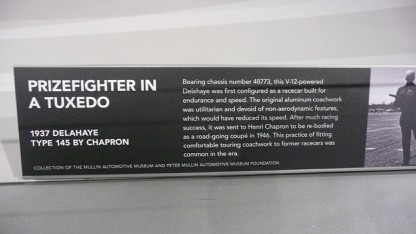 PRIZEFIGHTER IN
A TUXEDO
1937 DELAHAYE
TYPE 145 BY CHAPRON
Bearing chassis number 48773, this V-12-powered
Delahaye was first configured as a racecar built for
endurance and speed. The original aluminum coachwork
was utilitarian and devoid of non-aerodynamic features,
which would have reduced its speed. After much racing
success, it was sent to Henri Chapron to be re-bodied
as a road-going coupé in 1946. This practice of fitting
comfortable touring coachwork to former racecars was
common in the era.
COLLECTION OF THE MULLIN AUTOMOTIVE MUSEUM AND PETER MULLIN AUTOMOTIVE MUSEUM FOUNDATION